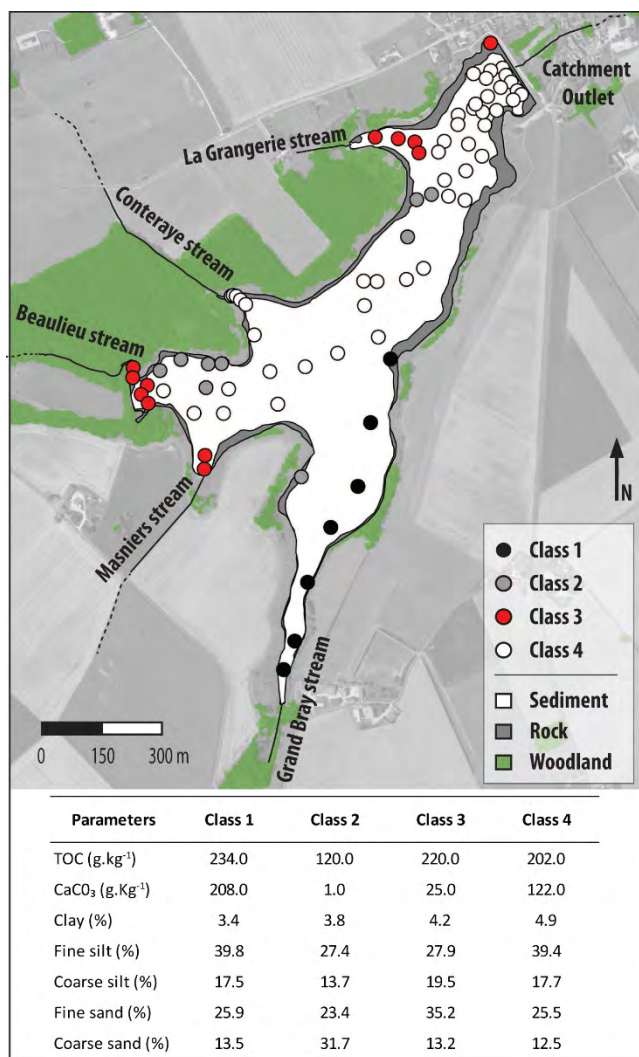 Catchment
Outlet
La Grangerie stream
Conteraye stream
Beaulieu stream
Masniers stream
Grand Bray stream
N
Class 1
Class 2
Class 3
Class 4
Sediment
Rock
Woodland
0 150 300 m
Parameters Class 1 Class 2 Class 3 Class 4
TOC (g.kg⁻¹) 234.0 120.0 220.0 202.0
CaC0₃ (g.Kg⁻¹) 208.0 1.0 25.0 122.0
Clay (%) 3.4 3.8 4.2 4.9
Fine silt (%) 39.8 27.4 27.9 39.4
Coarse silt (%) 17.5 13.7 19.5 17.7
Fine sand (%) 25.9 23.4 35.2 25.5
Coarse sand (%) 13.5 31.7 13.2 12.5